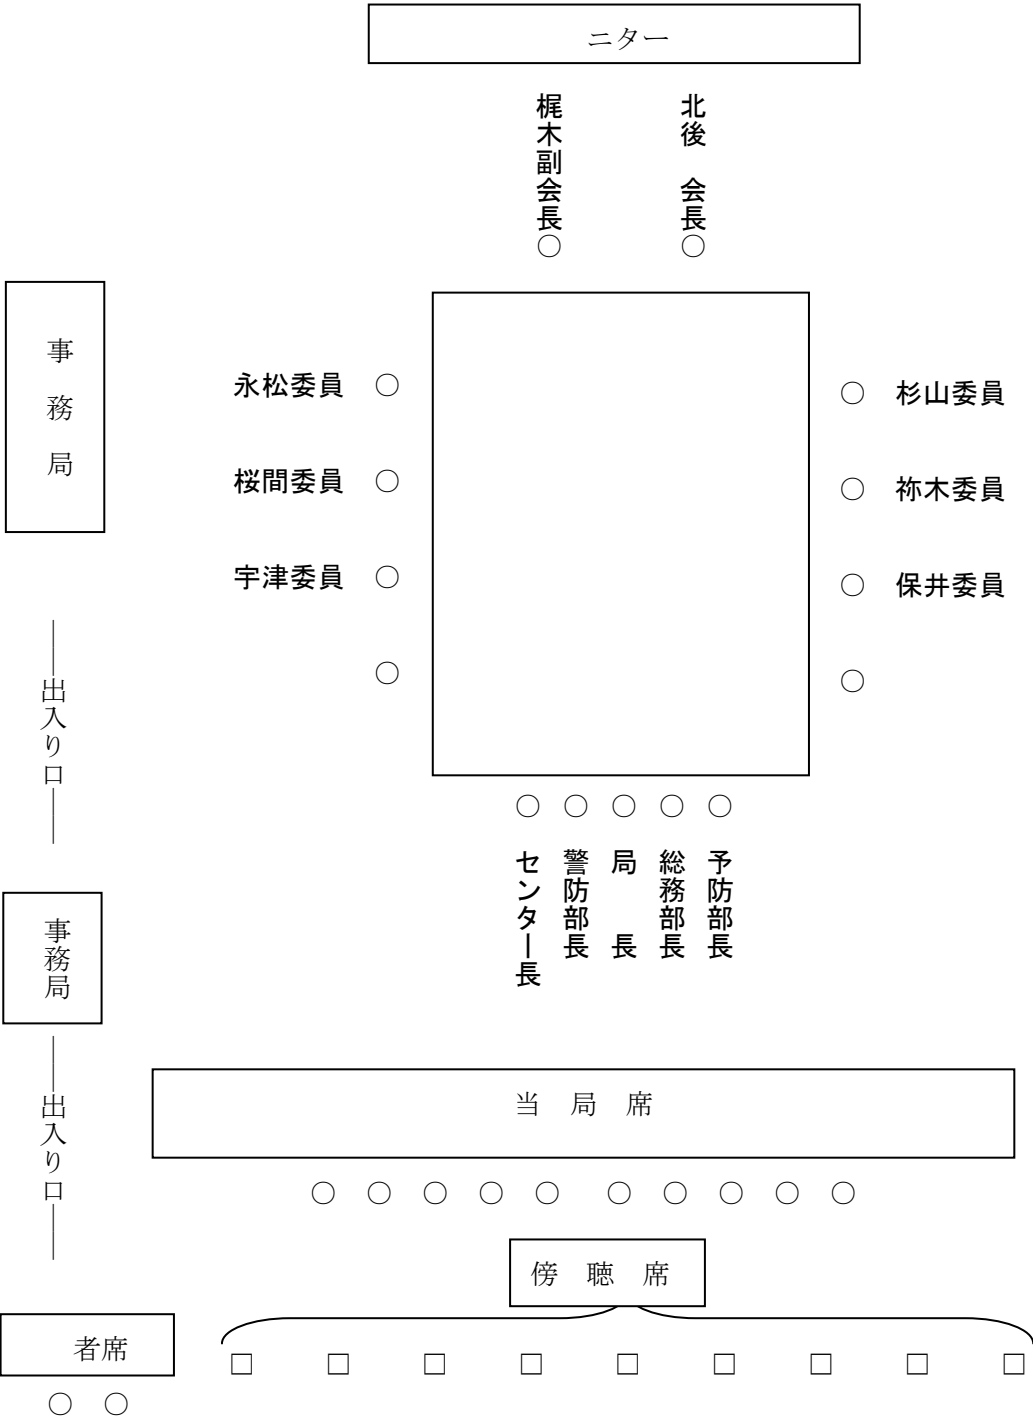 ニター
梶木副会長○
北後　会長○
事　務　局
永松委員　○
○　杉山委員
桜間委員　○
○　祢木委員
宇津委員　○
○　保井委員
○
○
――出入り口――
○　○　○　○　○
センター長
警防部長
局　　長
総務部長
予防部長
事務局
――出入り口――
当　局　席
○　○　○　○　○　○　○　○　○　○
傍　聴　席
□　□　□　□　□　□　□　□　□
者席
○　○